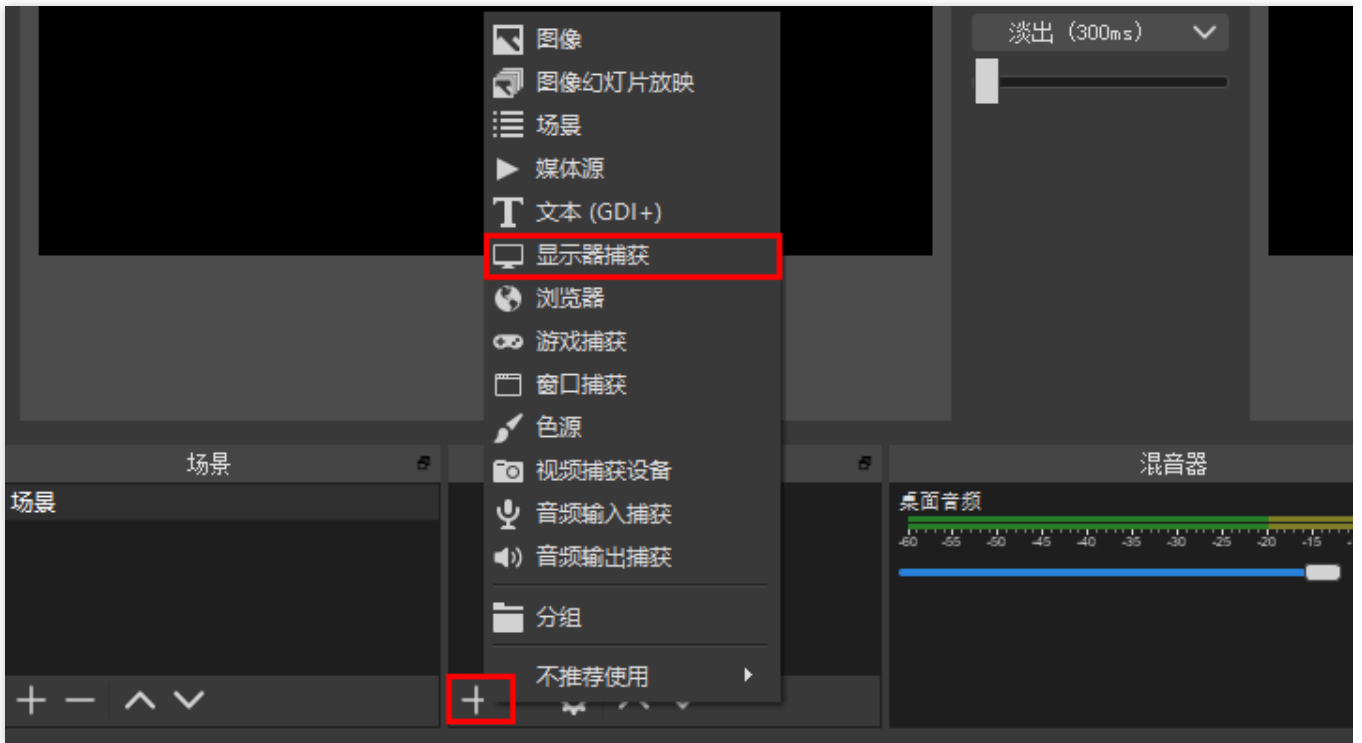 淡出 (300ms)
图像
图像幻灯片放映
场景
媒体源
文本 (GDI+)
显示器捕获
浏览器
游戏捕获
窗口捕获
色源
视频捕获设备
音频输入捕获
音频输出捕获
分组
不推荐使用
场景
场景
混音器
桌面音频
-60 -55 -50 -45 -40 -35 -30 -25 -20 -15